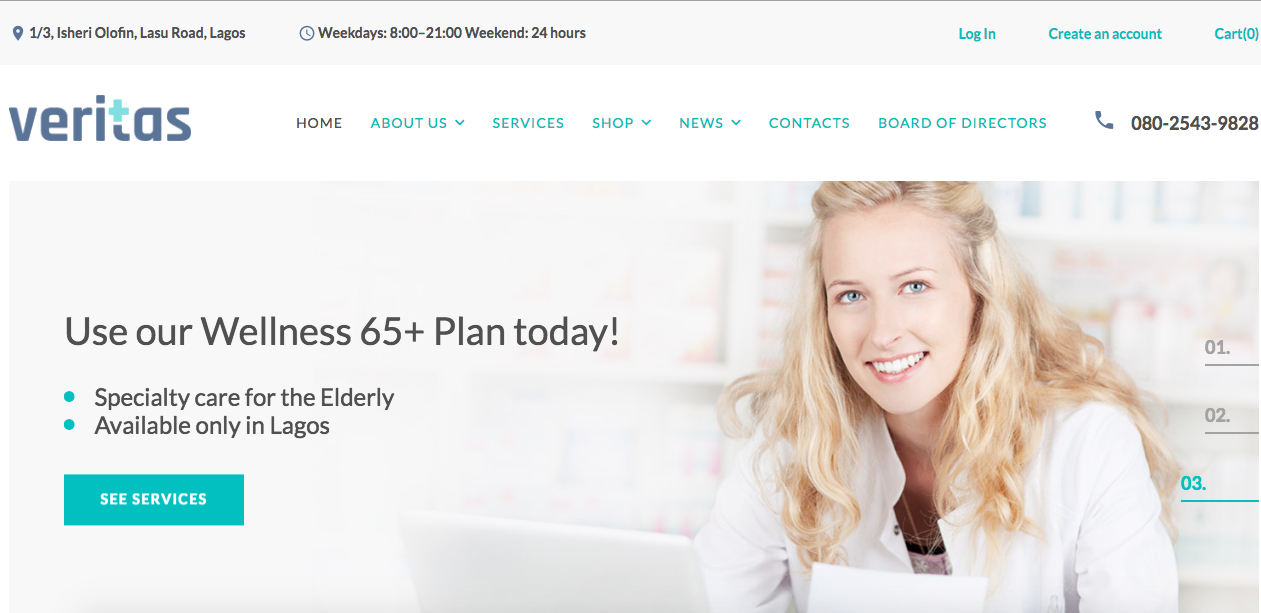 1/3, Isheri Olofin, Lasu Road, Lagos
Weekdays: 8:00–21:00 Weekend: 24 hours
Log In
Create an account
Cart(0)
veritas
HOME
ABOUT US
SERVICES
SHOP
NEWS
CONTACTS
BOARD OF DIRECTORS
080-2543-9828
Use our Wellness 65+ Plan today!
Specialty care for the Elderly
Available only in Lagos
SEE SERVICES
01.
02.
03.